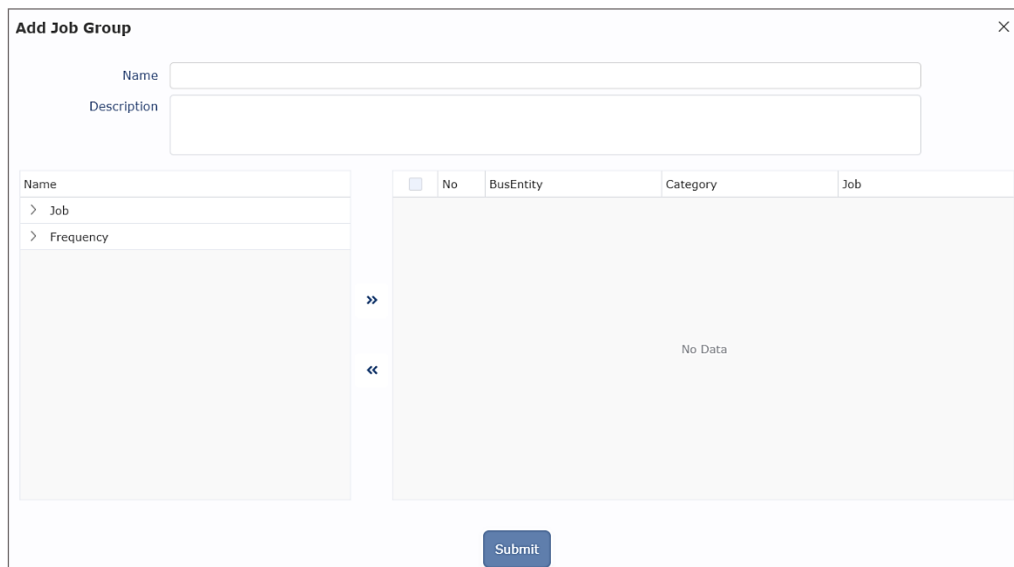 Add Job Group
Name
Description
Name
Job
Frequency
No BusEntity Category Job
No Data
Submit